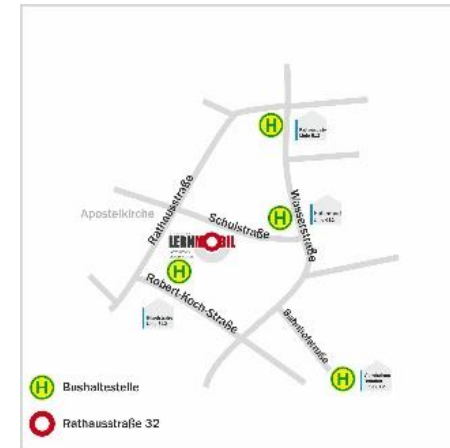 H
Wasserstraße
Rathausstraße
Apostelkirche
Schulstraße
H
LERNMOBIL
H
Robert-Koch-Straße
Bahnhofstraße
H
H Bushaltestelle
Rathausstraße 32